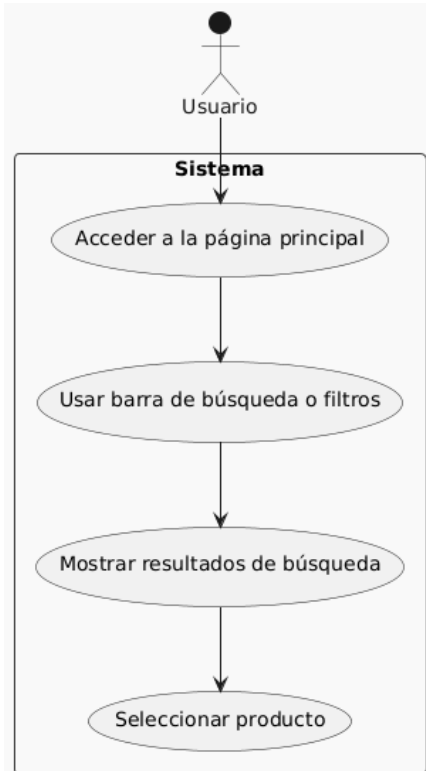 Usuario
Sistema
Acceder a la página principal
Usar barra de búsqueda o filtros
Mostrar resultados de búsqueda
Seleccionar producto